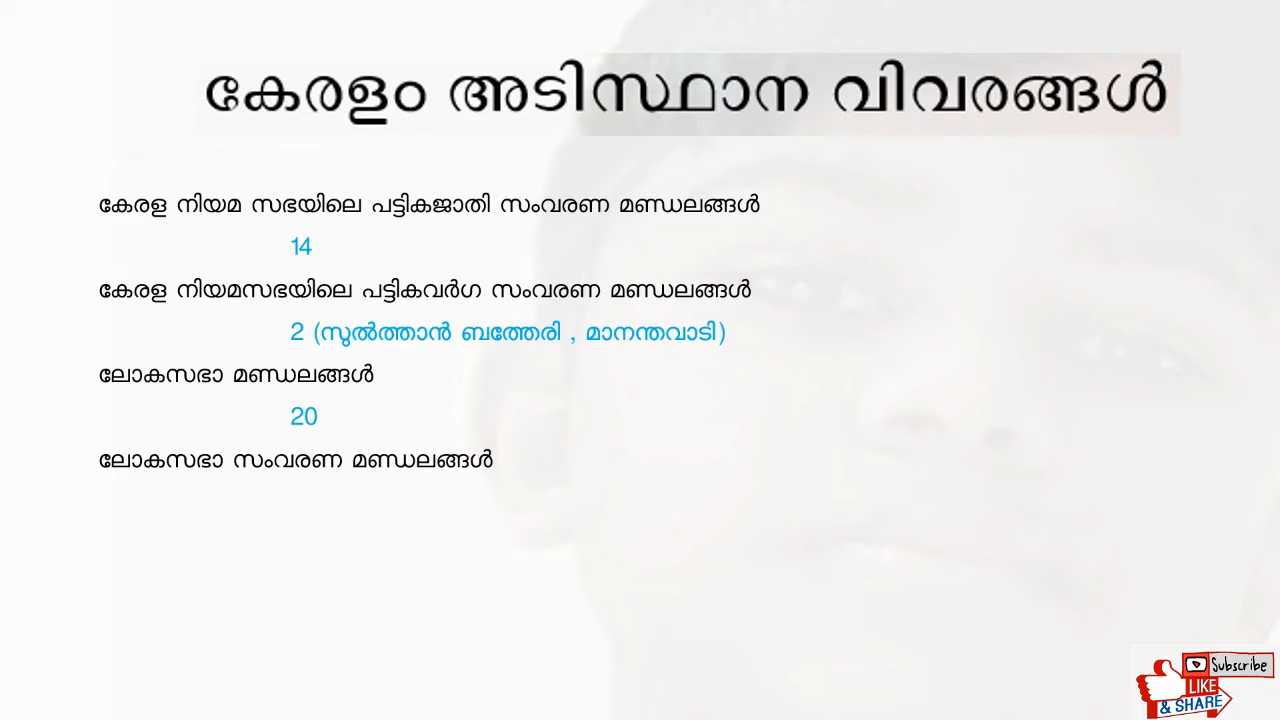 കേരളം അടിസ്ഥാന വിവരങ്ങൾ
കേരള നിയമ സഭയിലെ പട്ടികജാതി സംവരണ മണ്ഡലങ്ങൾ
14
കേരള നിയമസഭയിലെ പട്ടികവർഗ സംവരണ മണ്ഡലങ്ങൾ
2 (സുൽത്താൻ ബത്തേരി , മാനന്തവാടി)
ലോകസഭാ മണ്ഡലങ്ങൾ
20
ലോകസഭാ സംവരണ മണ്ഡലങ്ങൾ
Subscribe
LIKE
& SHARE